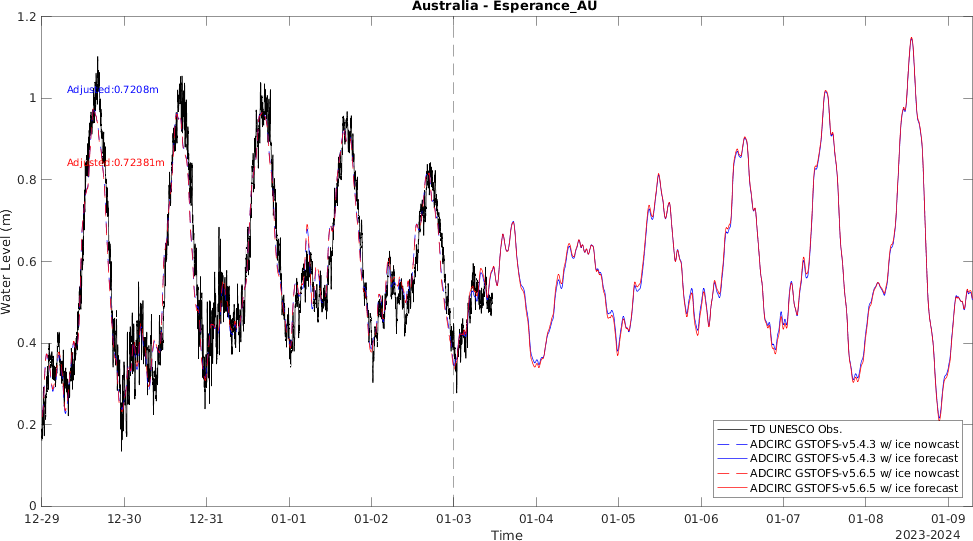 Australia - Esperance_AU
1.2
1
0.8
0.6
0.4
0.2
0
Water Level (m)
Adjusted:0.7208m
Adjusted:0.72381m
TD UNESCO Obs.
ADCIRC GSTOFS-v5.4.3 w/ ice nowcast
ADCIRC GSTOFS-v5.4.3 w/ ice forecast
ADCIRC GSTOFS-v5.6.5 w/ ice nowcast
ADCIRC GSTOFS-v5.6.5 w/ ice forecast
12-29 12-30 12-31 01-01 01-02 01-03 01-04 01-05 01-06 01-07 01-08 01-09
Time
2023-2024